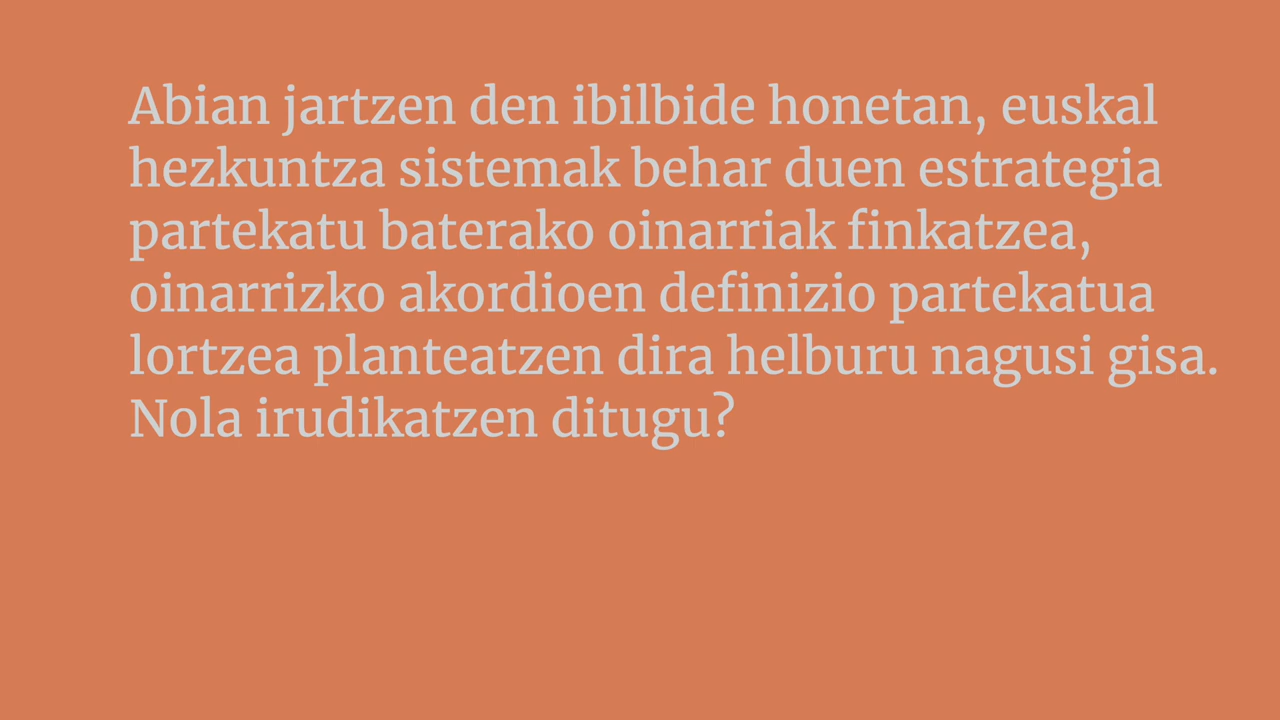 Abian jartzen den ibilbide honetan, euskal
hezkuntza sistemak behar duen estrategia
partekatu baterako oinarriak finkatzea,
oinarrizko akordioen definizio partekatua
lortzea planteatzen dira helburu nagusi gisa.
Nola irudikatzen ditugu?